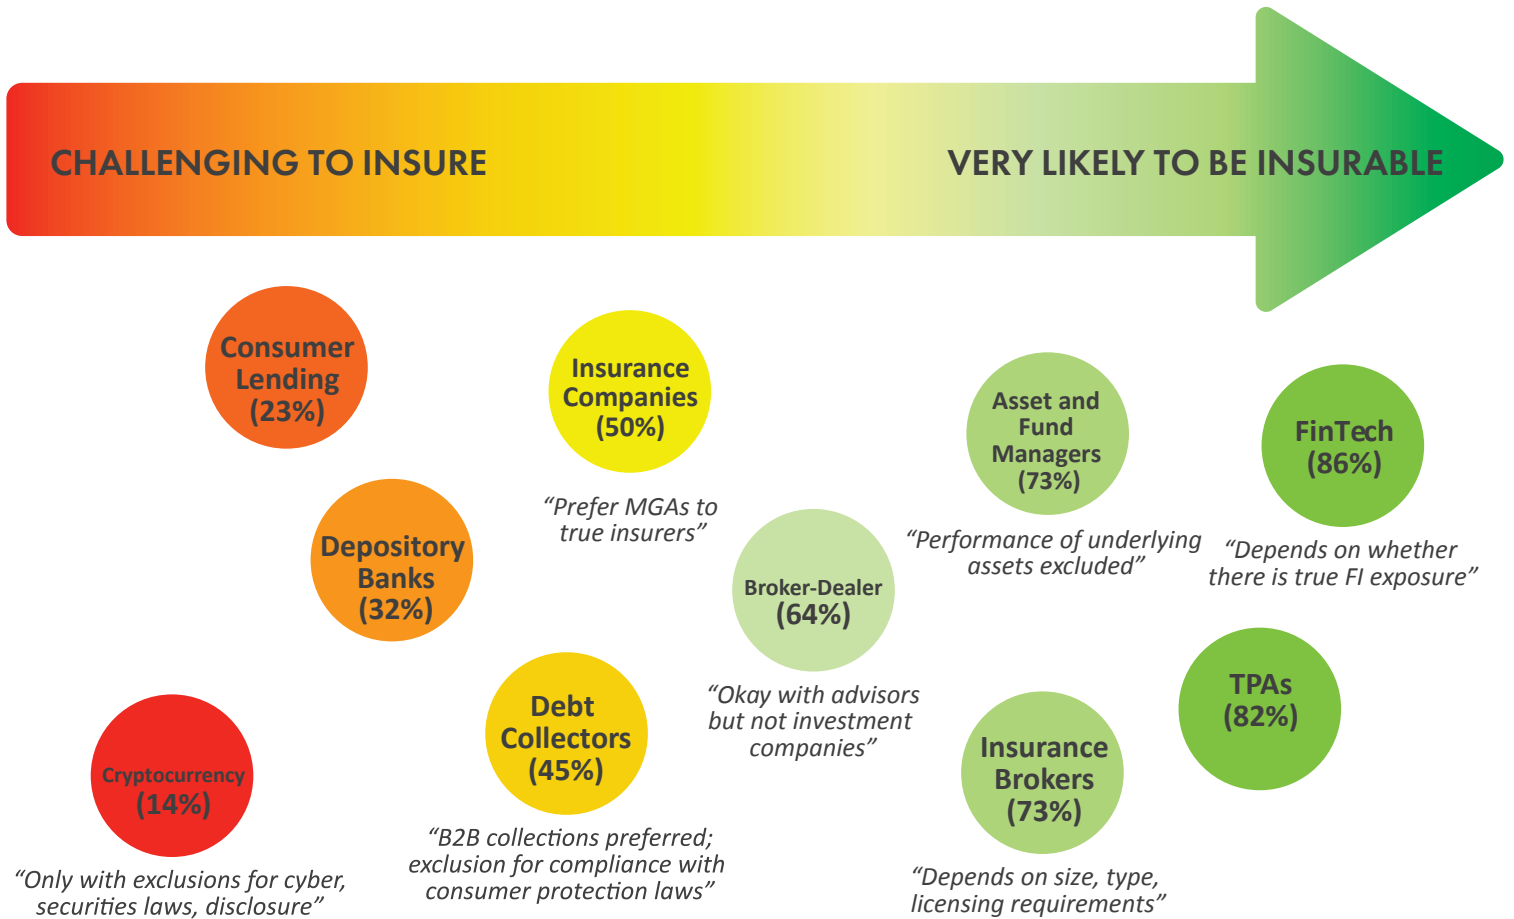 CHALLENGING TO INSURE
VERY LIKELY TO BE INSURABLE
Consumer
Lending
(23%)
Insurance
Companies
(50%)
“Prefer MGAs to
true insurers”
Asset and
Fund
Managers
(73%)
“Performance of underlying
assets excluded”
FinTech
(86%)
“Depends on whether
there is true FI exposure”
Depository
Banks
(32%)
Broker-Dealer
(64%)
“Okay with advisors
but not investment
companies”
Debt
Collectors
(45%)
“B2B collections preferred;
exclusion for compliance with
consumer protection laws”
TPAs
(82%)
Cryptocurrency
(14%)
“Only with exclusions for cyber,
securities laws, disclosure”
Insurance
Brokers
(73%)
“Depends on size, type,
licensing requirements”